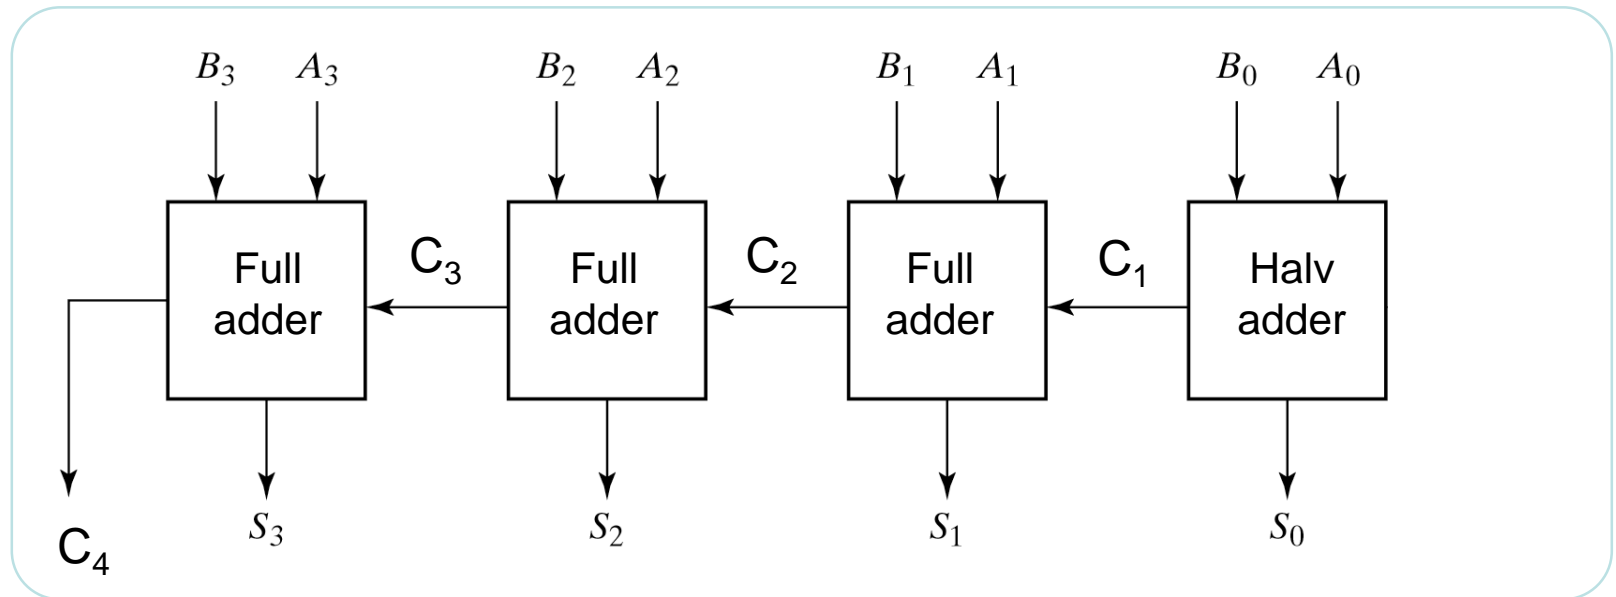 B₃ A₃ B₂ A₂ B₁ A₁ B₀ A₀
C₃ C₂ C₁
Full Full Full Halv
adder adder adder adder
S₃ S₂ S₁ S₀
C₄